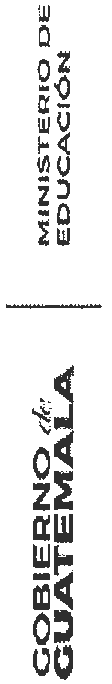 GOBIERNO de
GUATEMALA
MINISTERIO DE
EDUCACIÓN